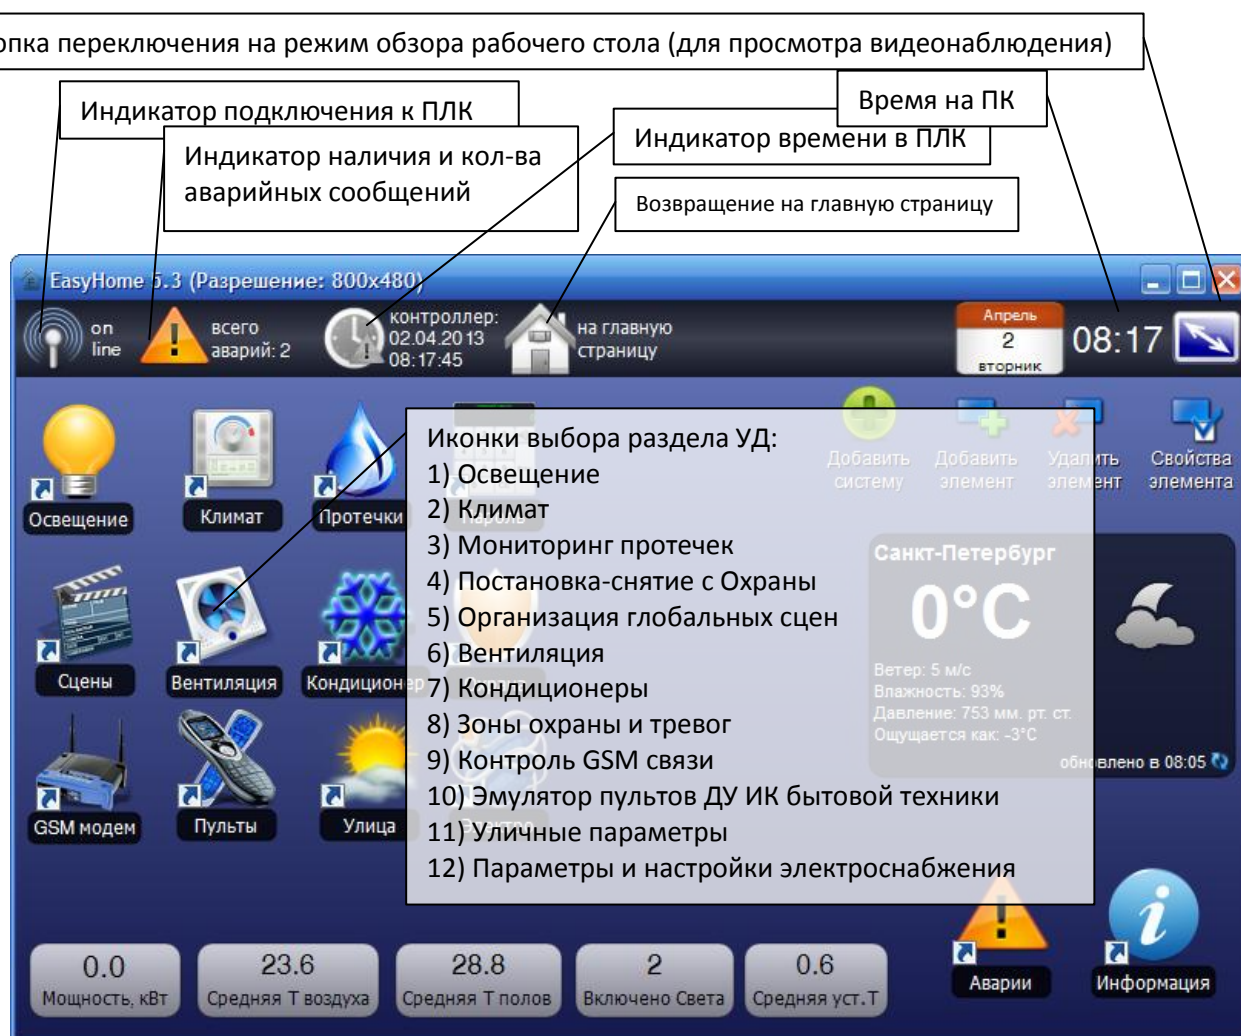 опка переключения на режим обзора рабочего стола (для просмотра видеонаблюдения)
Индикатор подключения к ПЛК
Время на ПК
Индикатор времени в ПЛК
Индикатор наличия и кол-ва
аварийных сообщений
Возвращение на главную страницу
EasyHome 5.3 (Разрешение: 800x480)
on
line
всего
аварий: 2
контроллер:
02.04.2013
08:17:45
на главную
страницу
Апрель
2
вторник
08:17
Добавить
систему
Добавить
элемент
Удалить
элемент
Свойства
элемента
Освещение
Климат
Протечки
Пароль
Сцены
Вентиляция
Кондиционер
Охрана
GSM модем
Пульты
Улица
Электро
Иконки выбора раздела УД:
1) Освещение
2) Климат
3) Мониторинг протечек
4) Постановка-снятие с Охраны
5) Организация глобальных сцен
6) Вентиляция
7) Кондиционеры
8) Зоны охраны и тревог
9) Контроль GSM связи
10) Эмулятор пультов ДУ ИК бытовой техники
11) Уличные параметры
12) Параметры и настройки электроснабжения
Санкт-Петербург
0°C
Ветер: 5 м/с
Влажность: 93%
Давление: 753 мм. рт. ст.
Ощущается как: -3°C
обновлено в 08:05
0.0
Мощность, кВт
23.6
Средняя Т воздуха
28.8
Средняя Т полов
2
Включено Света
0.6
Средняя уст.Т
Аварии
Информация